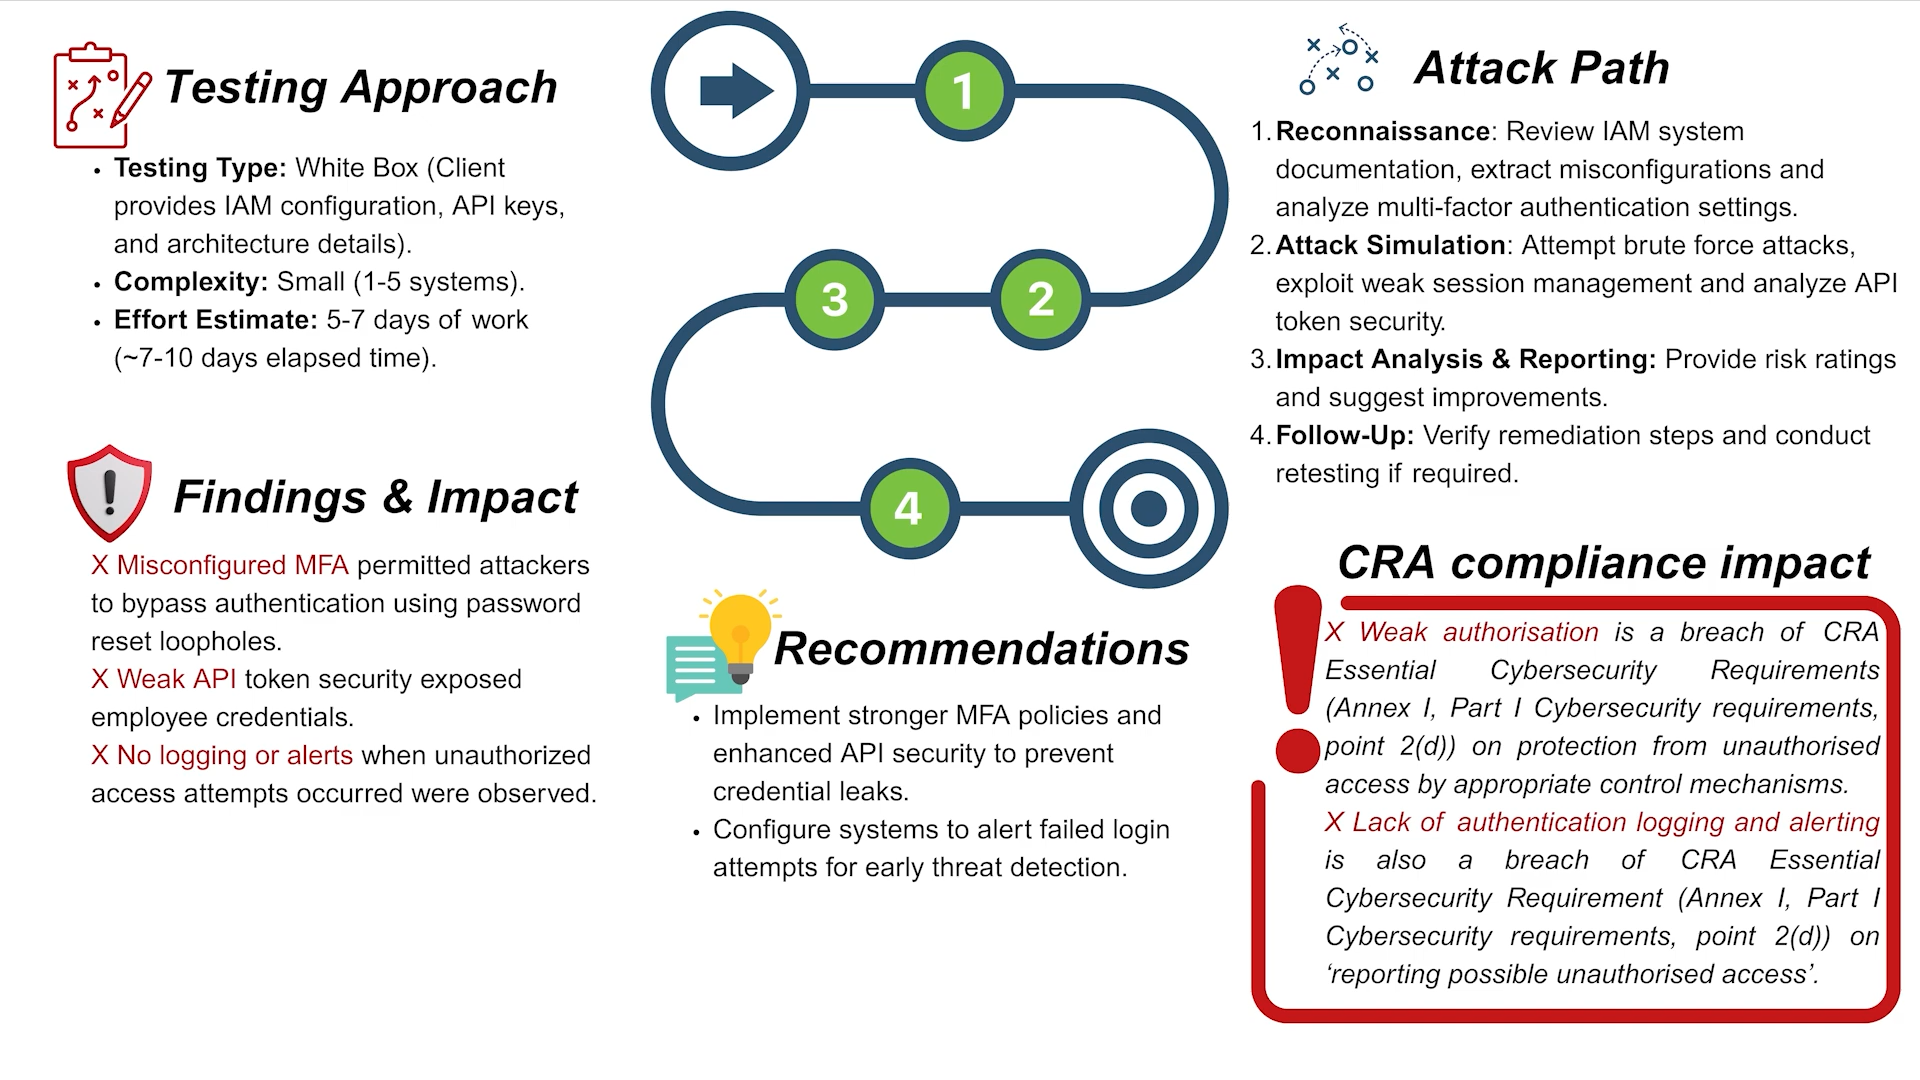 Testing Approach
• Testing Type: White Box (Client
provides IAM configuration, API keys,
and architecture details).
• Complexity: Small (1-5 systems).
• Effort Estimate: 5-7 days of work
(~7-10 days elapsed time).
Findings & Impact
X Misconfigured MFA permitted attackers
to bypass authentication using password
reset loopholes.
X Weak API token security exposed
employee credentials.
X No logging or alerts when unauthorized
access attempts occurred were observed.
1
2
3
4
Recommendations
• Implement stronger MFA policies and
enhanced API security to prevent
credential leaks.
• Configure systems to alert failed login
attempts for early threat detection.
Attack Path
1. Reconnaissance: Review IAM system
documentation, extract misconfigurations and
analyze multi-factor authentication settings.
2. Attack Simulation: Attempt brute force attacks,
exploit weak session management and analyze API
token security.
3. Impact Analysis & Reporting: Provide risk ratings
and suggest improvements.
4. Follow-Up: Verify remediation steps and conduct
retesting if required.
CRA compliance impact
X Weak authorisation is a breach of CRA
Essential Cybersecurity Requirements
(Annex I, Part I Cybersecurity requirements,
point 2(d)) on protection from unauthorised
access by appropriate control mechanisms.
X Lack of authentication logging and alerting
is also a breach of CRA Essential
Cybersecurity Requirement (Annex I, Part I
Cybersecurity requirements, point 2(d)) on
‘reporting possible unauthorised access’.